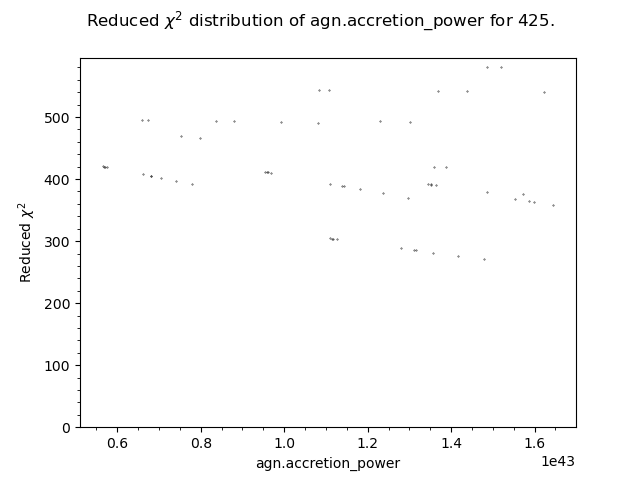 Reduced χ² distribution of agn.accretion_power for 425.
500
400
300
200
100
0
Reduced χ²
0.6 0.8 1.0 1.2 1.4 1.6
1e43
agn.accretion_power